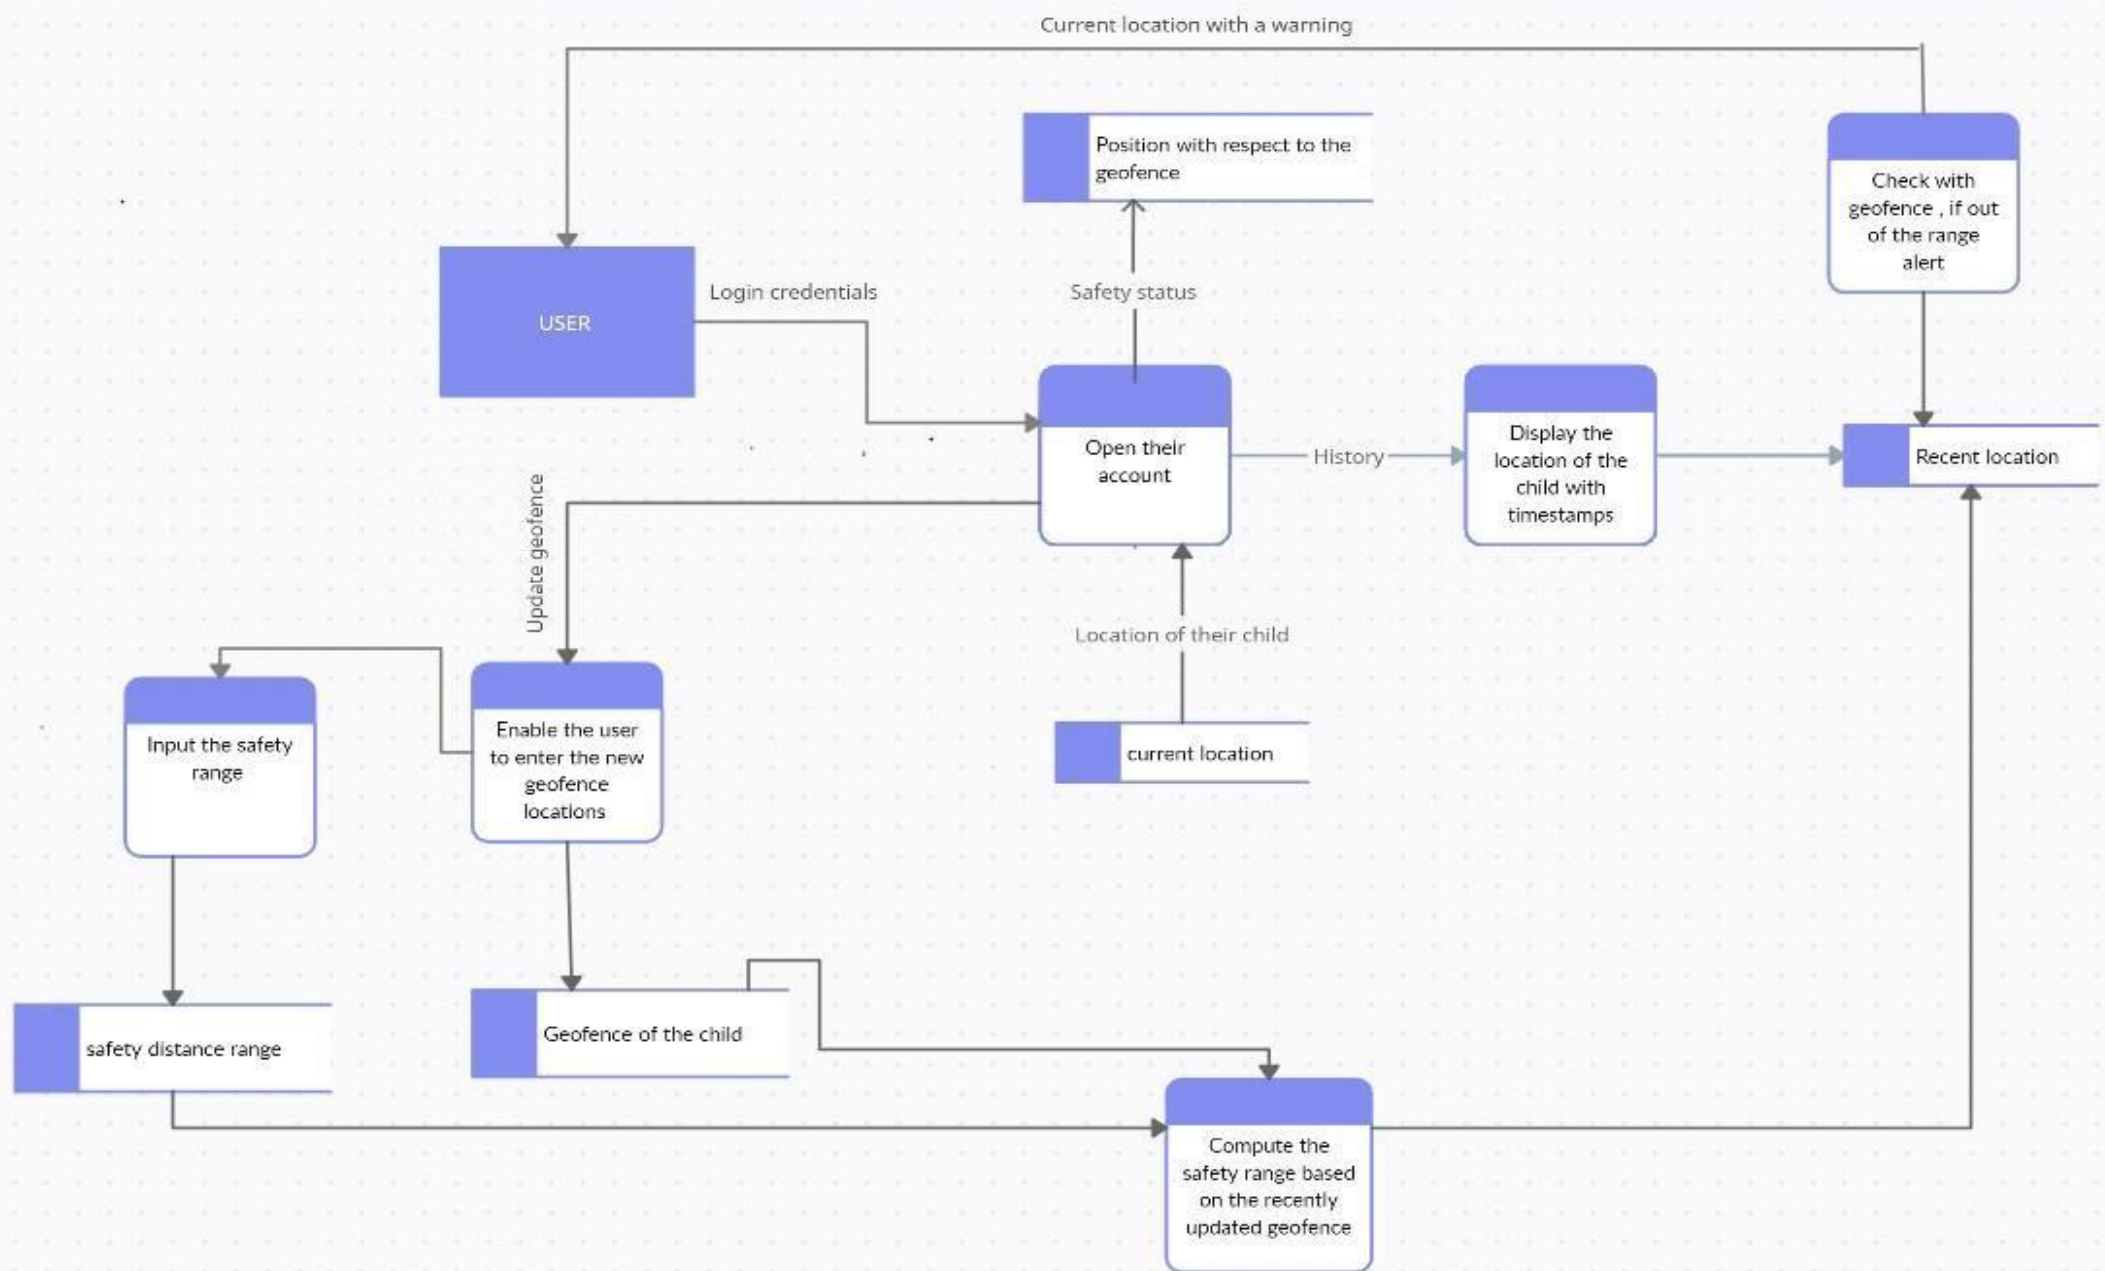 Current location with a warning
Position with respect to the
geofence
Check with
geofence , if out
of the range
alert
USER
Login credentials
Safety status
Open their
account
History
Display the
location of the
child with
timestamps
Recent location
Update geofence
Location of their child
Input the safety
range
Enable the user
to enter the new
geofence
locations
current location
safety distance range
Geofence of the child
Compute the
safety range based
on the recently
updated geofence